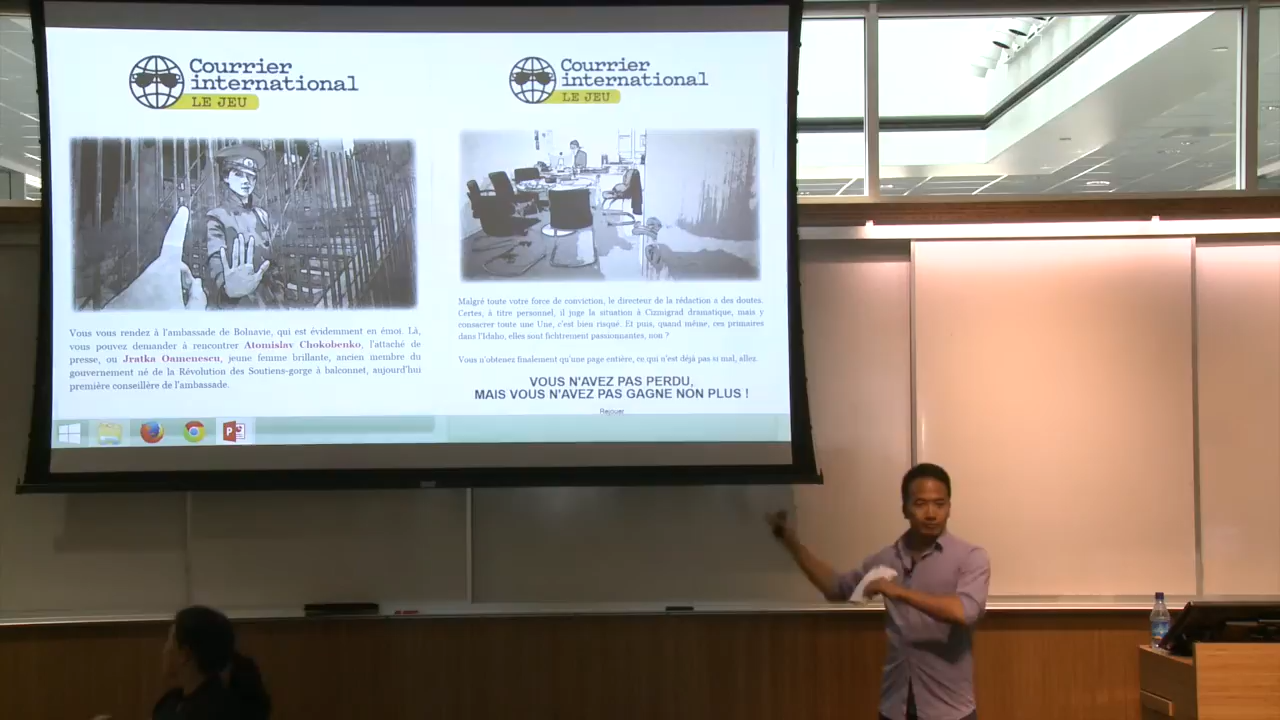 Courrier
international
LE JEU
Vous vous rendez à l'ambassade de Bolnavie, qui est évidemment en émoi. Là,
vous pouvez demander à rencontrer Atomislav Chokobenko, l'attaché de
presse, ou Jratka Oamenescu, jeune femme brillante, ancien membre du
gouvernement né de la Révolution des Soutiens-gorge à balconnet, aujourd'hui
première conseillère de l'ambassade.
Courrier
international
LE JEU
Malgré toute votre force de conviction, le directeur de la rédaction a des doutes.
Certes, à titre personnel, il juge la situation à Cizmigrad dramatique, mais y
consacrer toute une Une, c'est bien risqué. Et puis, quand même, ces primaires
dans l'Idaho, elles sont fichtrement passionnantes, non ?
Vous n'obtenez finalement qu'une page entière, ce qui n'est déjà pas si mal, allez.
VOUS N'AVEZ PAS PERDU,
MAIS VOUS N'AVEZ PAS GAGNE NON PLUS !
Rejouer